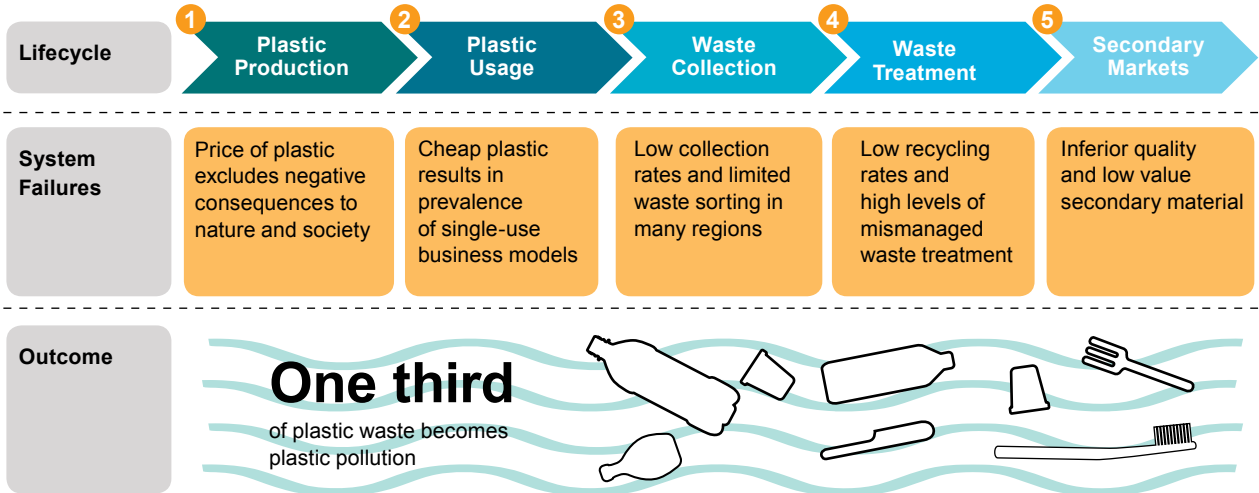 Lifecycle
1
Plastic
Production
2
Plastic
Usage
3
Waste
Collection
4
Waste
Treatment
5
Secondary
Markets
System
Failures
Price of plastic
excludes negative
consequences to
nature and society
Cheap plastic
results in
prevalence
of single-use
business models
Low collection
rates and limited
waste sorting in
many regions
Low recycling
rates and
high levels of
mismanaged
waste treatment
Inferior quality
and low value
secondary material
Outcome
One third
of plastic waste becomes
plastic pollution